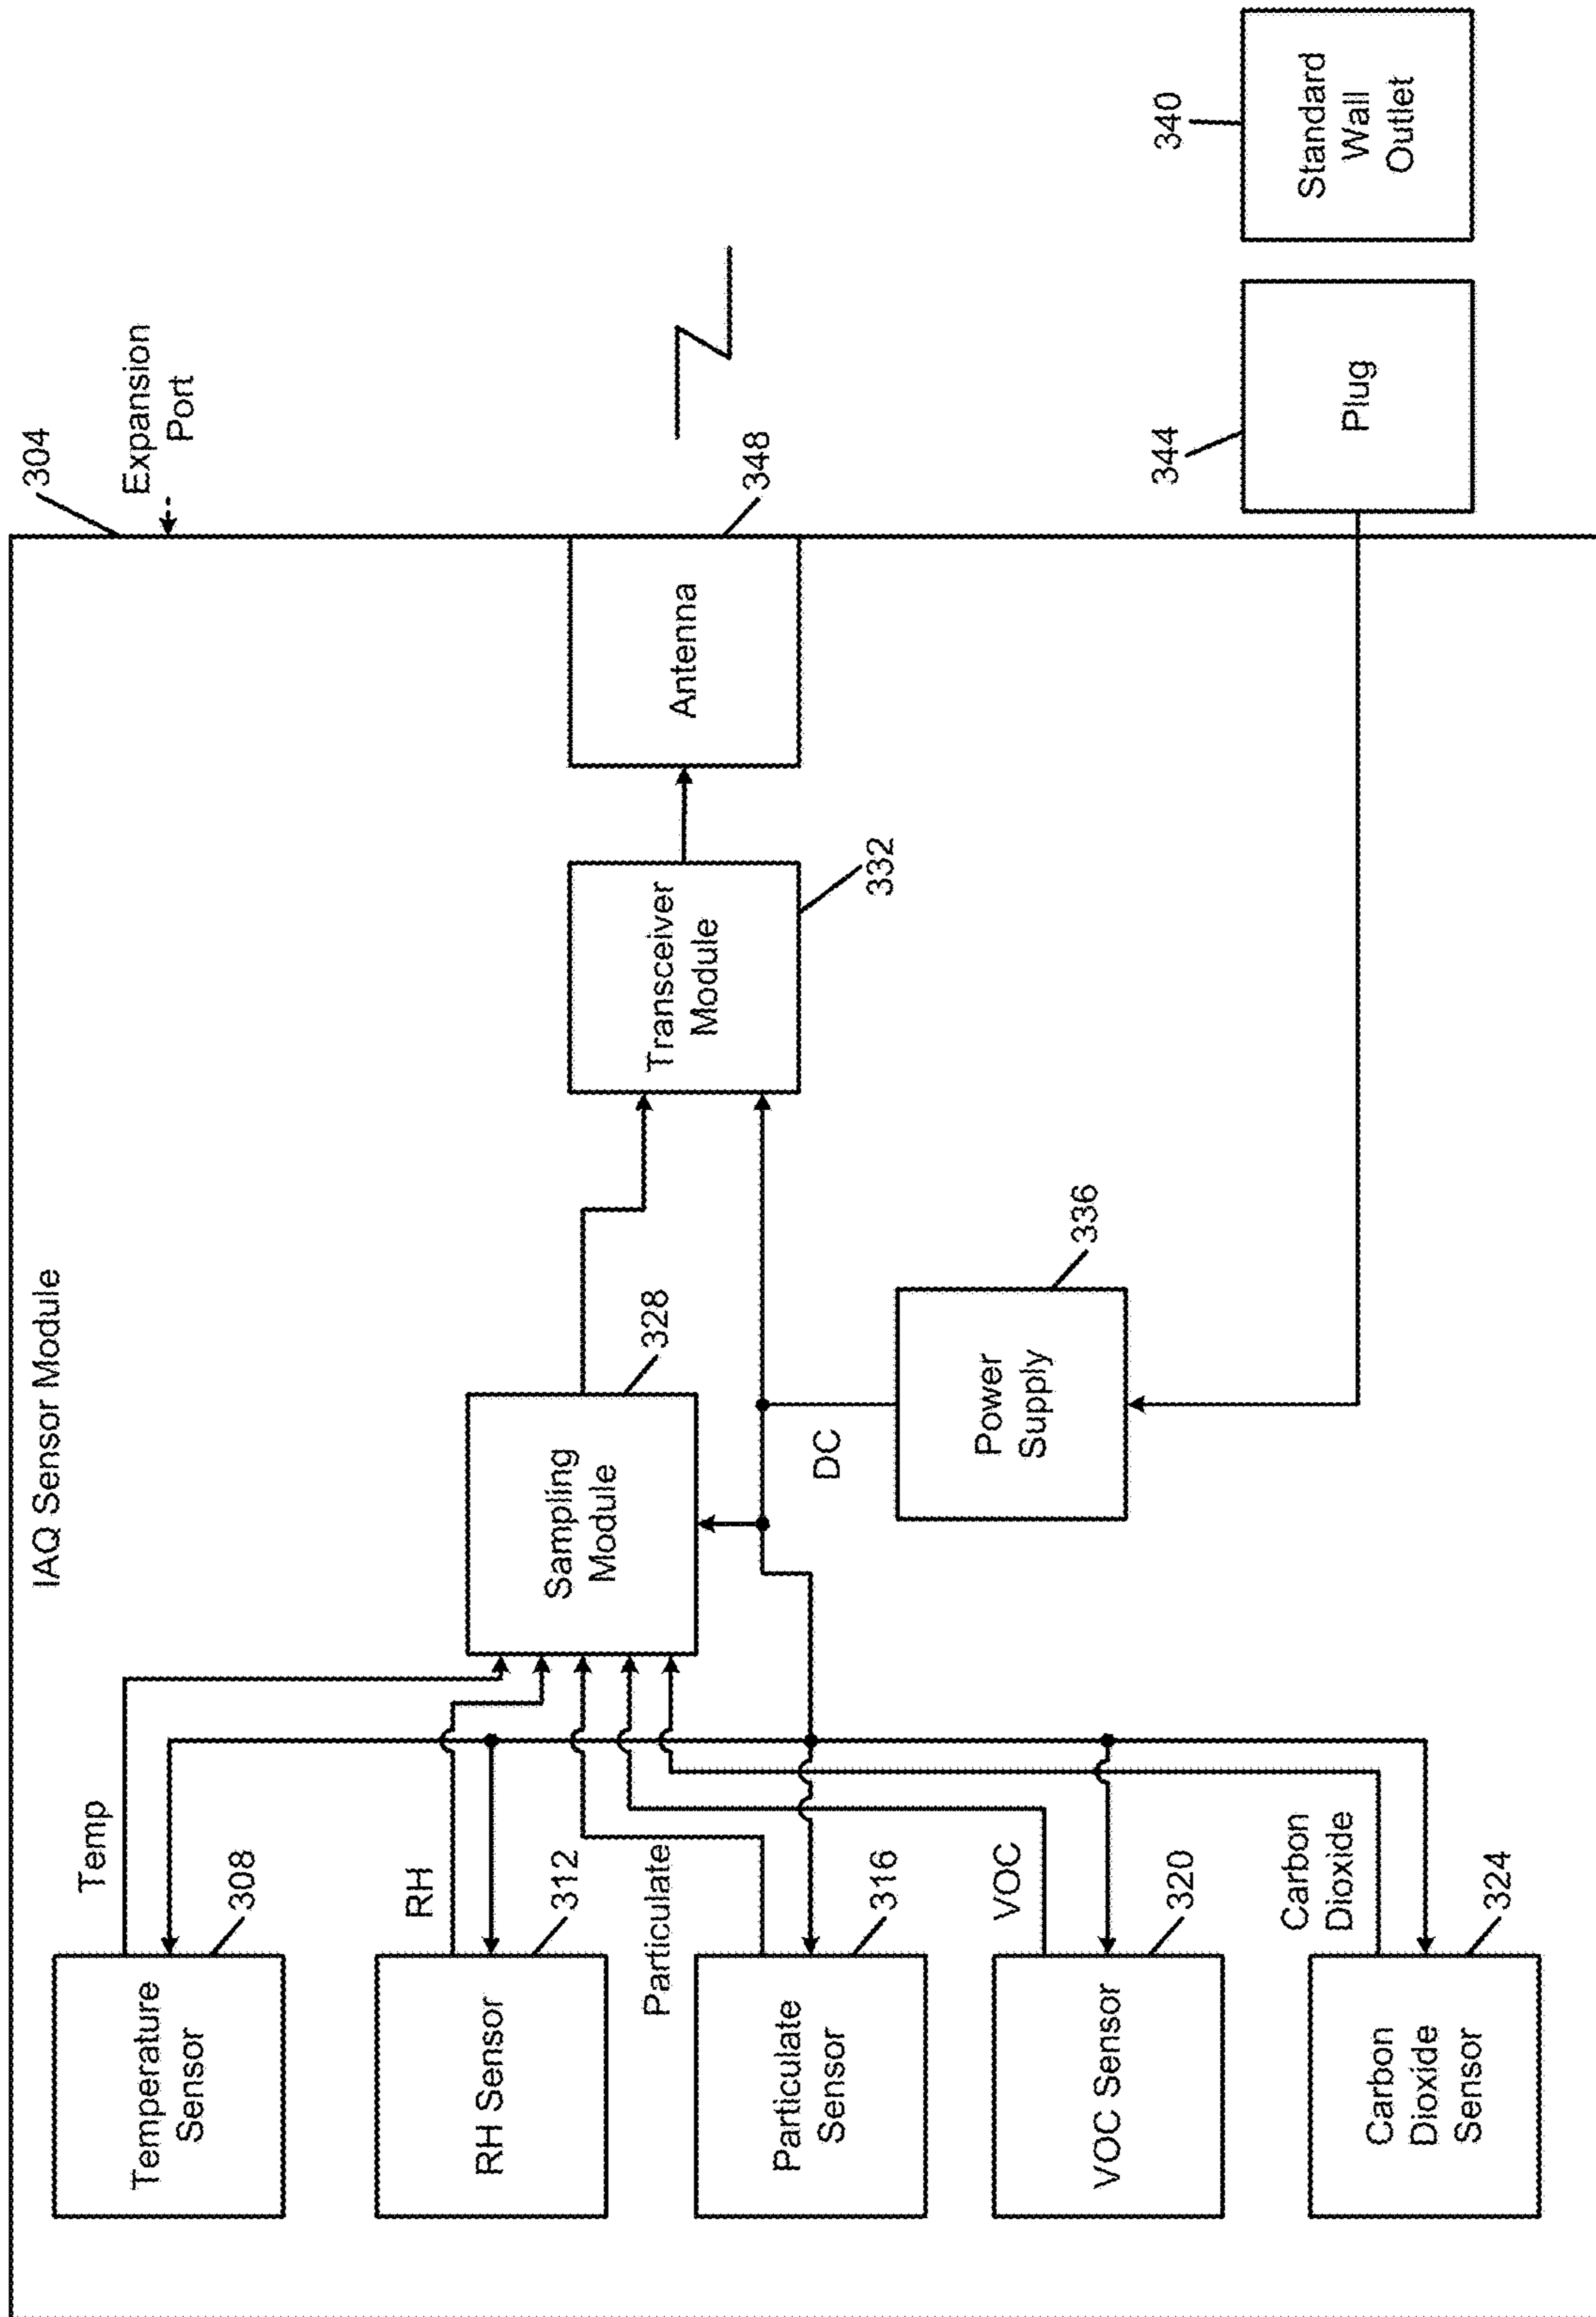 IAQ Sensor Module
304
Expansion
Port
Temperature
Sensor
308
Temp
RH Sensor
312
RH
Particulate
Sensor
316
Particulate
VOC Sensor
320
VOC
Carbon
Dioxide
Sensor
324
Carbon
Dioxide
Sampling
Module
328
Transceiver
Module
332
Antenna
348
DC
Power
Supply
336
Plug
344
Standard
Wall
Outlet
340